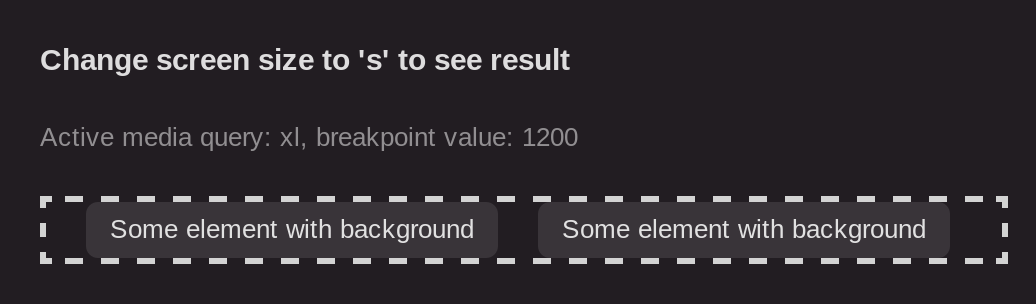 Change screen size to 's' to see result
Active media query: xl, breakpoint value: 1200
Some element with background Some element with background